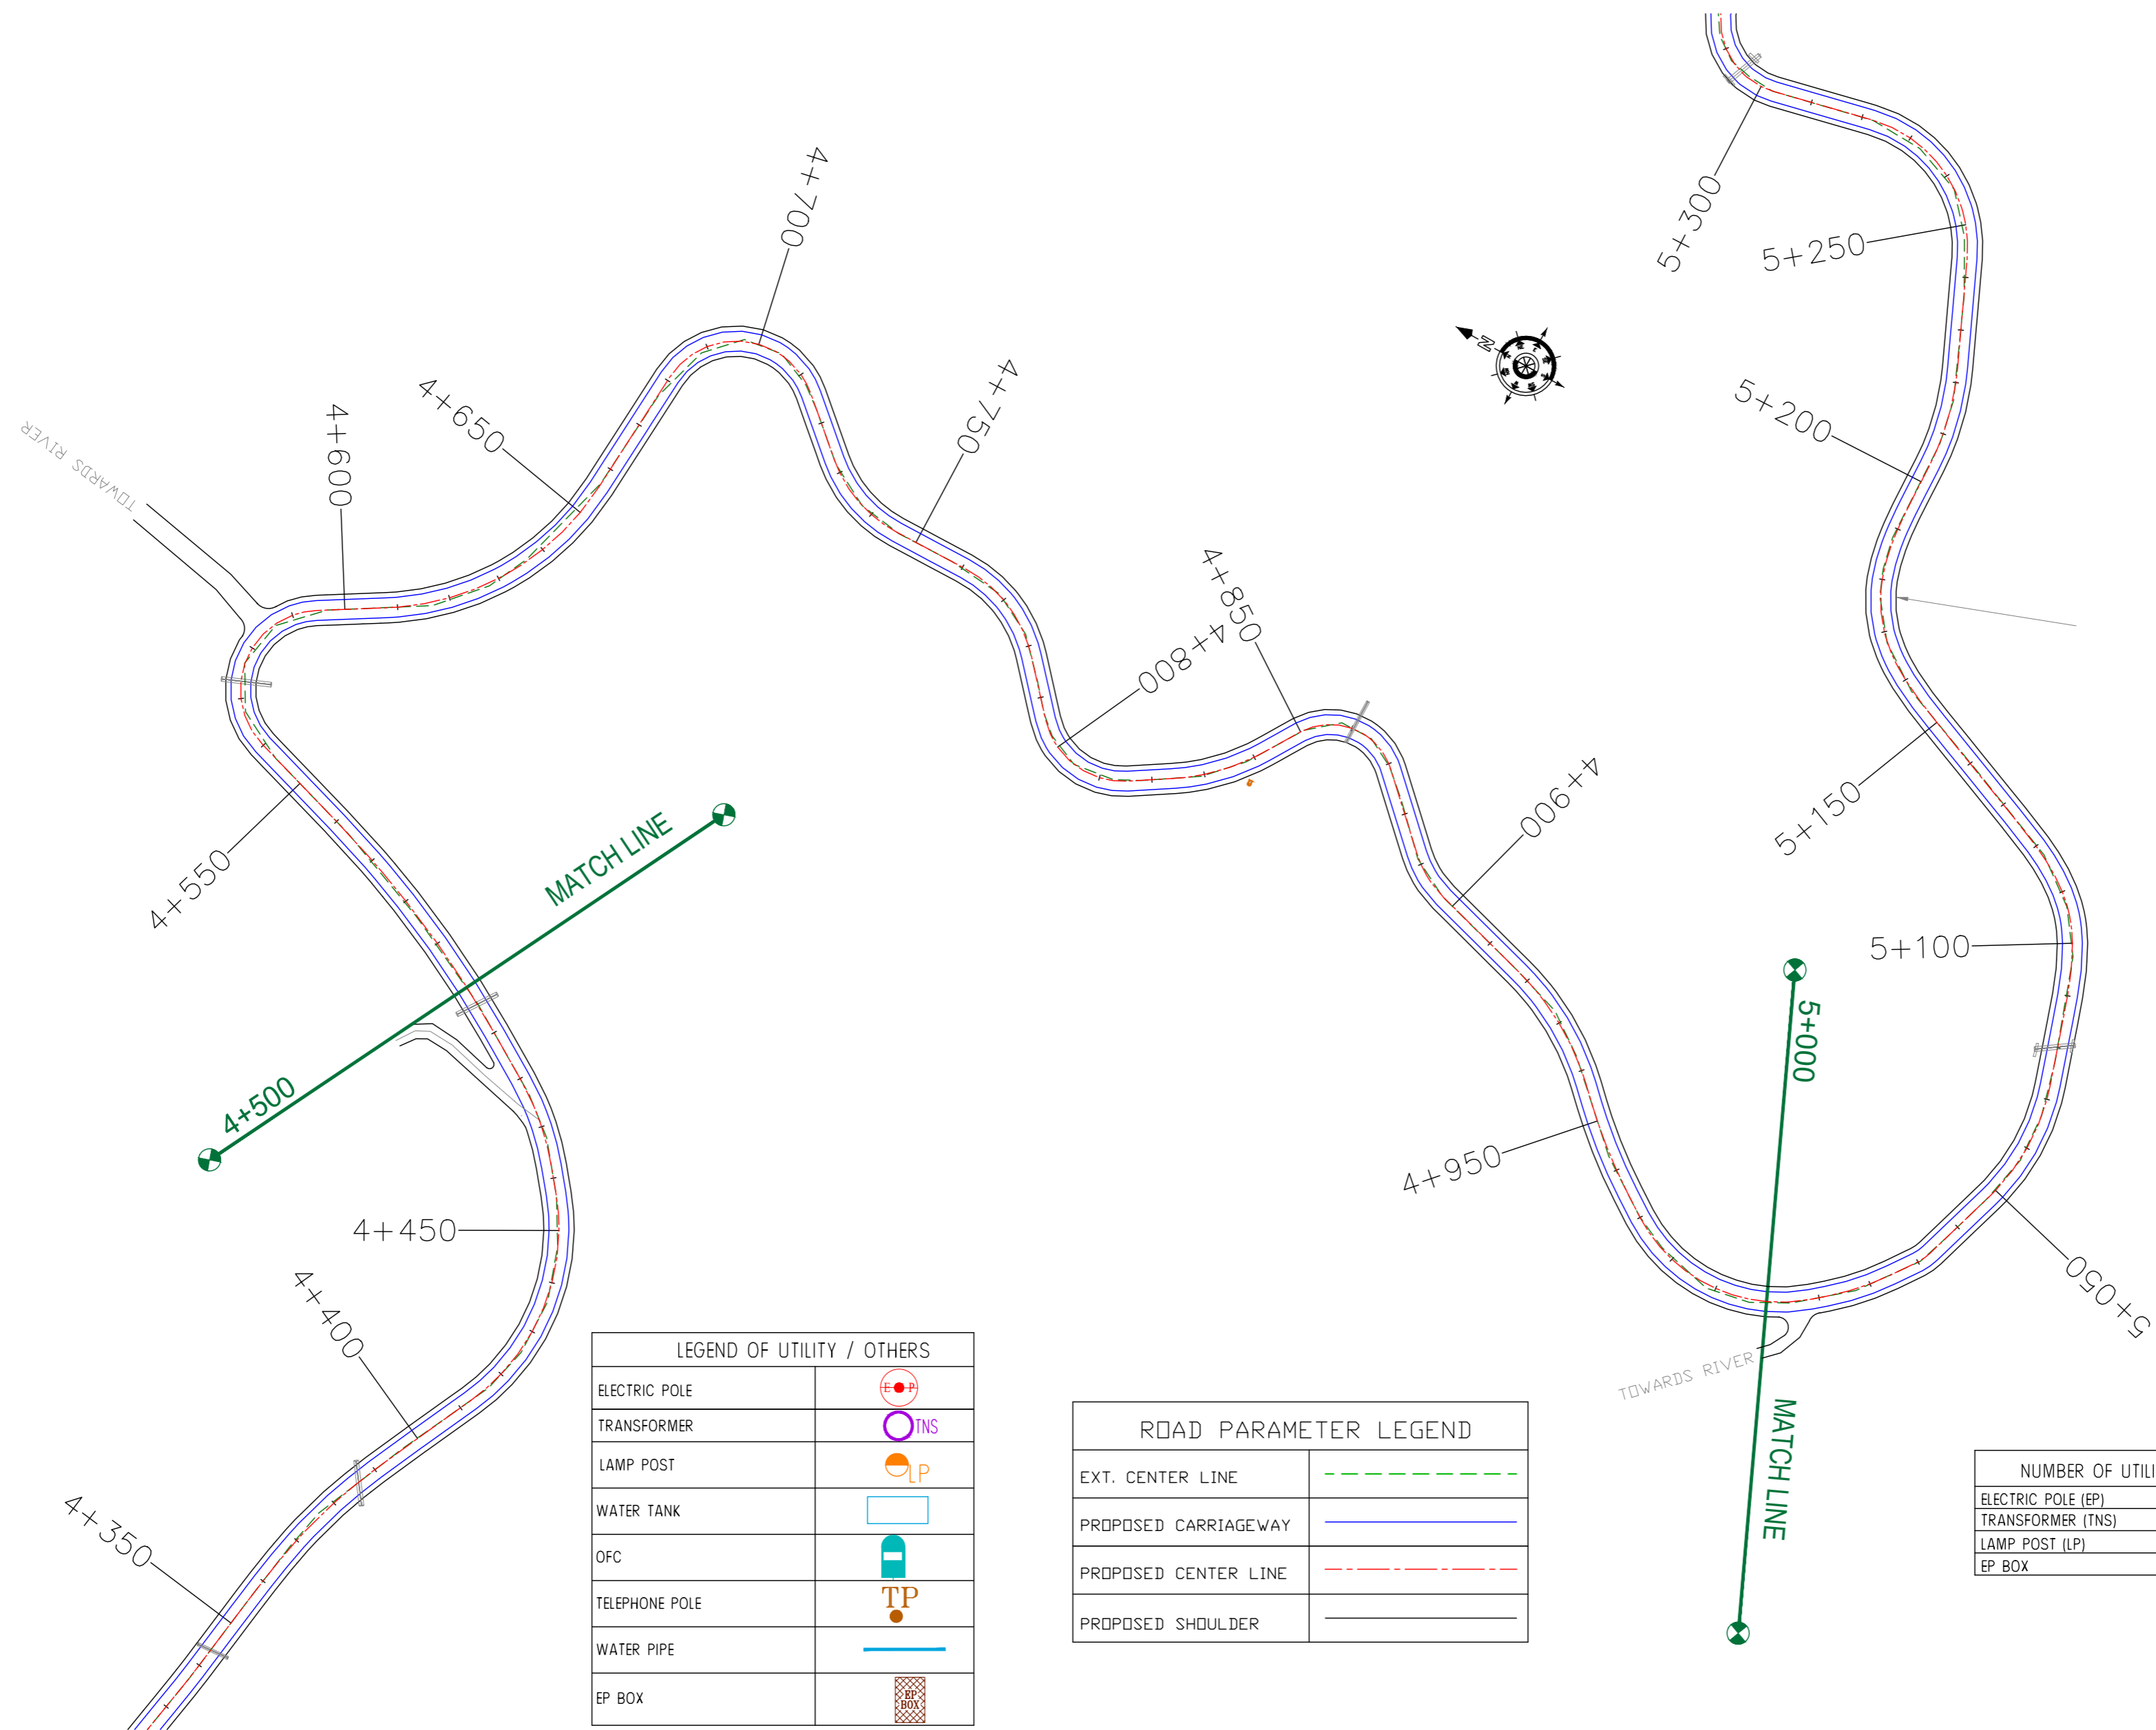 4+700
5+300
5+250
4+650
4+750
N
TOWARDS RIVER
4+600
5+200
4+850
4+800
4+900
5+150
4+550
MATCH LINE
5+100
5+000
4+500
4+950
4+450
5+050
4+400
TOWARDS RIVER
MATCH LINE
4+350
LEGEND OF UTILITY / OTHERS
ELECTRIC POLE E P
TRANSFORMER TNS
LAMP POST LP
WATER TANK
OFC
TELEPHONE POLE TP
WATER PIPE
EP BOX EP BOX
ROAD PARAMETER LEGEND
EXT. CENTER LINE
PROPOSED CARRIAGEWAY
PROPOSED CENTER LINE
PROPOSED SHOULDER
NUMBER OF UTILI
ELECTRIC POLE (EP)
TRANSFORMER (TNS)
LAMP POST (LP)
EP BOX